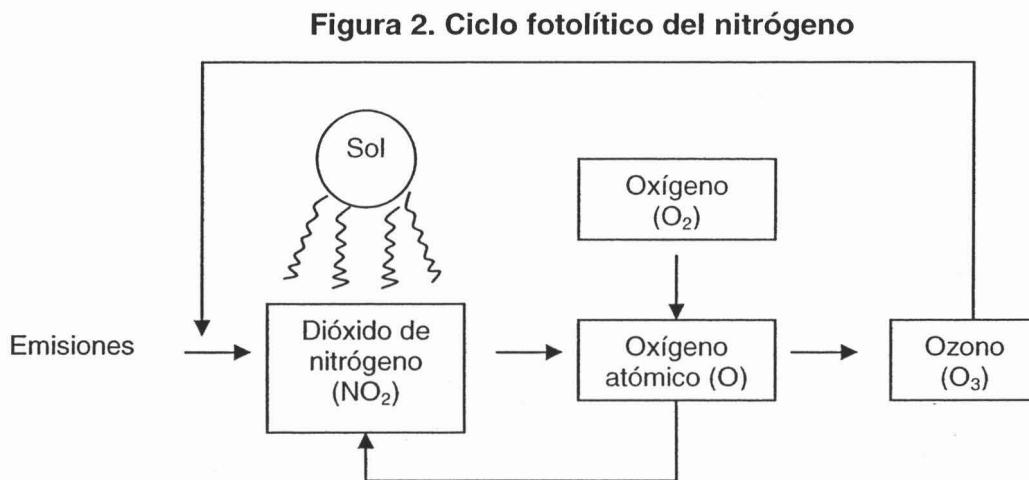 Figura 2. Ciclo fotolítico del nitrógeno
Sol
Oxígeno
(O₂)
Emisiones
Dióxido de
nitrógeno
(NO₂)
Oxígeno
atómico (O)
Ozono
(O₃)